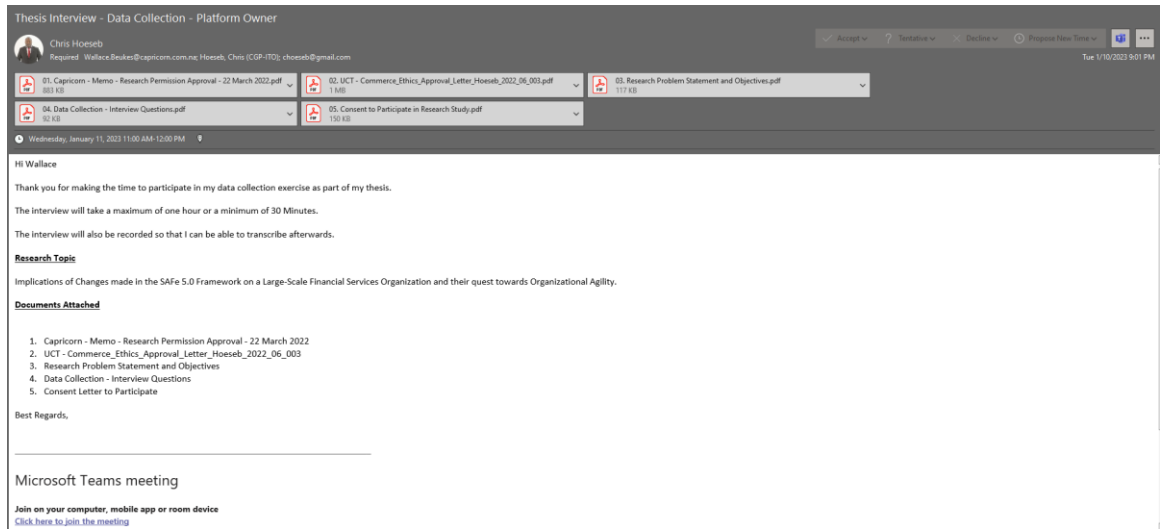 Thesis Interview - Data Collection - Platform Owner
Chris Hoeseb
Required Wallace.Beukes@capricorn.com.na; Hoeseb, Chris (CGP-ITO); choeseb@gmail.com
Accept
? Tentative
Decline
Propose New Time
...
Tue 1/10/2023 9:01 PM
01. Capricorn - Memo - Research Permission Approval - 22 March 2022.pdf
883 KB
02. UCT - Commerce_Ethics_Approval_Letter_Hoeseb_2022_06_003.pdf
1 MB
03. Research Problem Statement and Objectives.pdf
117 KB
04. Data Collection - Interview Questions.pdf
92 KB
05. Consent to Participate in Research Study.pdf
150 KB
Wednesday, January 11, 2023 11:00 AM-12:00 PM
Hi Wallace
Thank you for making the time to participate in my data collection exercise as part of my thesis.
The interview will take a maximum of one hour or a minimum of 30 Minutes.
The interview will also be recorded so that I can be able to transcribe afterwards.
Research Topic
Implications of Changes made in the SAFe 5.0 Framework on a Large-Scale Financial Services Organization and their quest towards Organizational Agility.
Documents Attached
1. Capricorn - Memo - Research Permission Approval - 22 March 2022
2. UCT - Commerce_Ethics_Approval_Letter_Hoeseb_2022_06_003
3. Research Problem Statement and Objectives
4. Data Collection - Interview Questions
5. Consent Letter to Participate
Best Regards,
Microsoft Teams meeting
Join on your computer, mobile app or room device
Click here to join the meeting